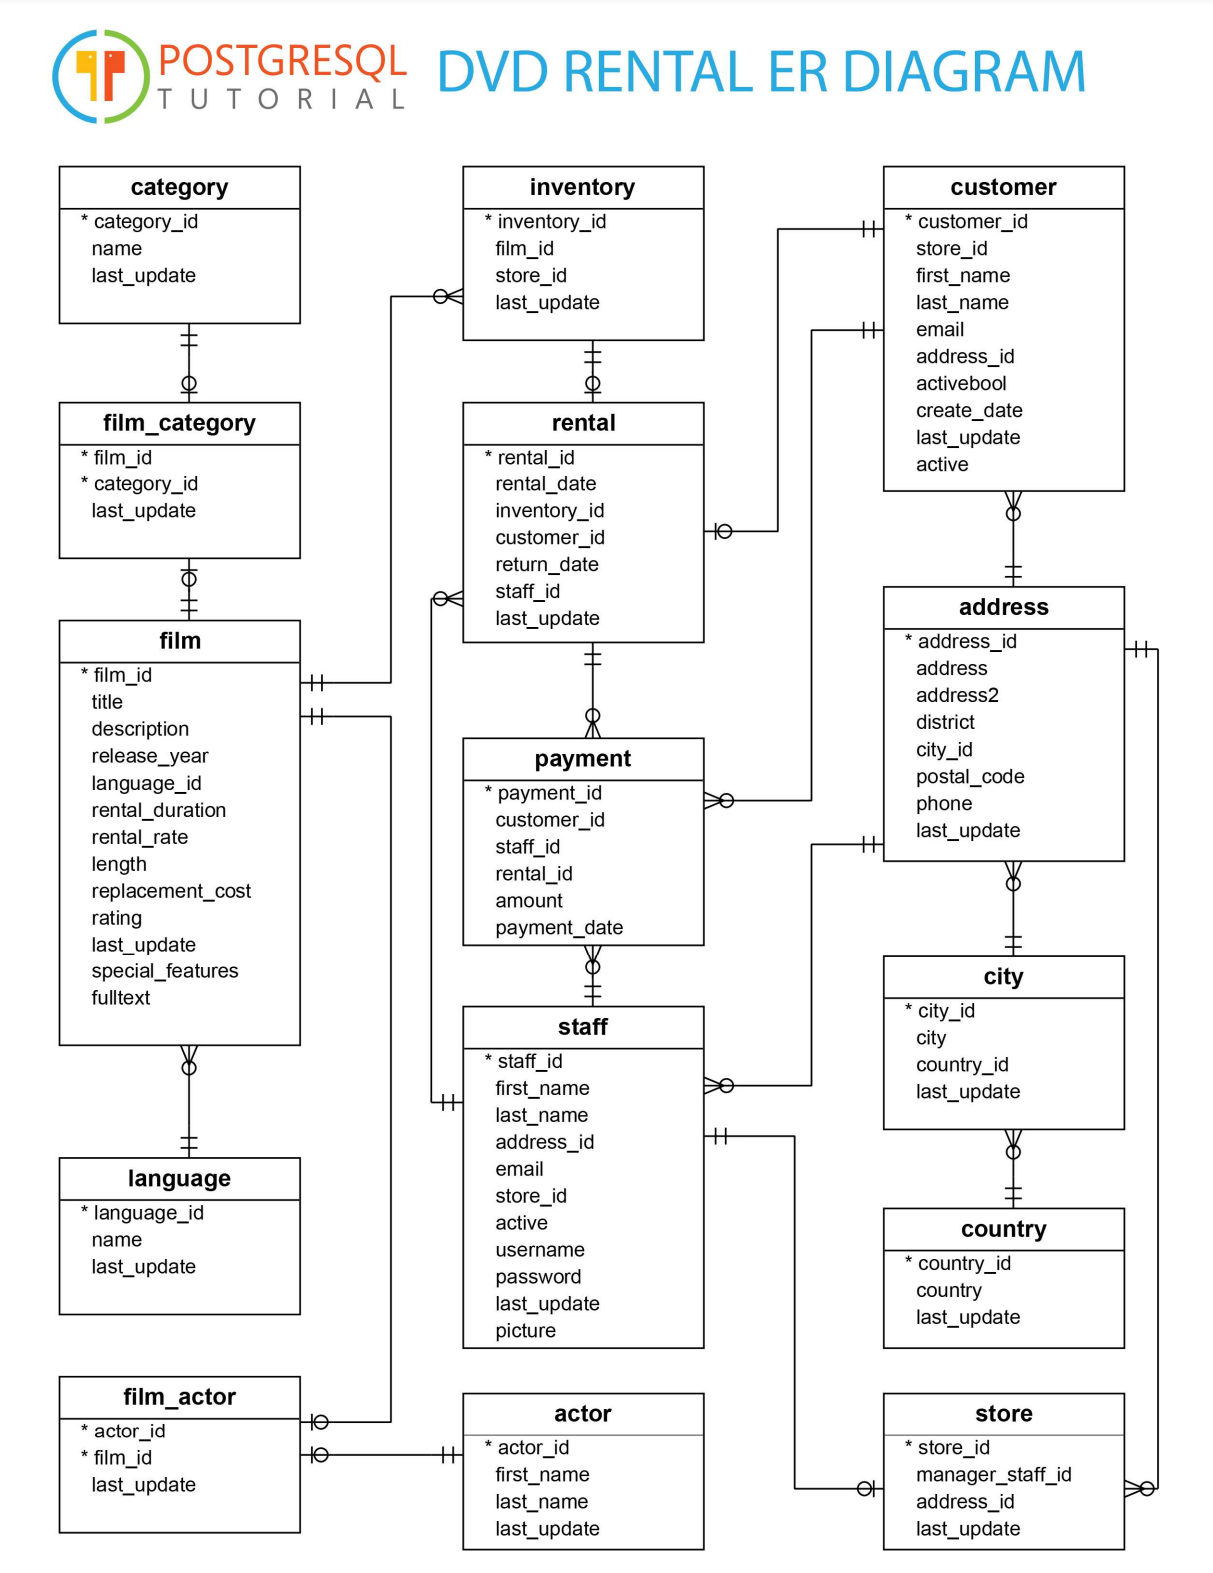 POSTGRESQL
TUTORIAL
DVD RENTAL ER DIAGRAM
category
* category_id
name
last_update
film_category
* film_id
* category_id
last_update
film
* film_id
title
description
release_year
language_id
rental_duration
rental_rate
length
replacement_cost
rating
last_update
special_features
fulltext
language
* language_id
name
last_update
film_actor
* actor_id
* film_id
last_update
inventory
* inventory_id
film_id
store_id
last_update
rental
* rental_id
rental_date
inventory_id
customer_id
return_date
staff_id
last_update
payment
* payment_id
customer_id
staff_id
rental_id
amount
payment_date
staff
* staff_id
first_name
last_name
address_id
email
store_id
active
username
password
last_update
picture
actor
* actor_id
first_name
last_name
last_update
customer
* customer_id
store_id
first_name
last_name
email
address_id
activebool
create_date
last_update
active
address
* address_id
address
address2
district
city_id
postal_code
phone
last_update
city
* city_id
city
country_id
last_update
country
* country_id
country
last_update
store
* store_id
manager_staff_id
address_id
last_update